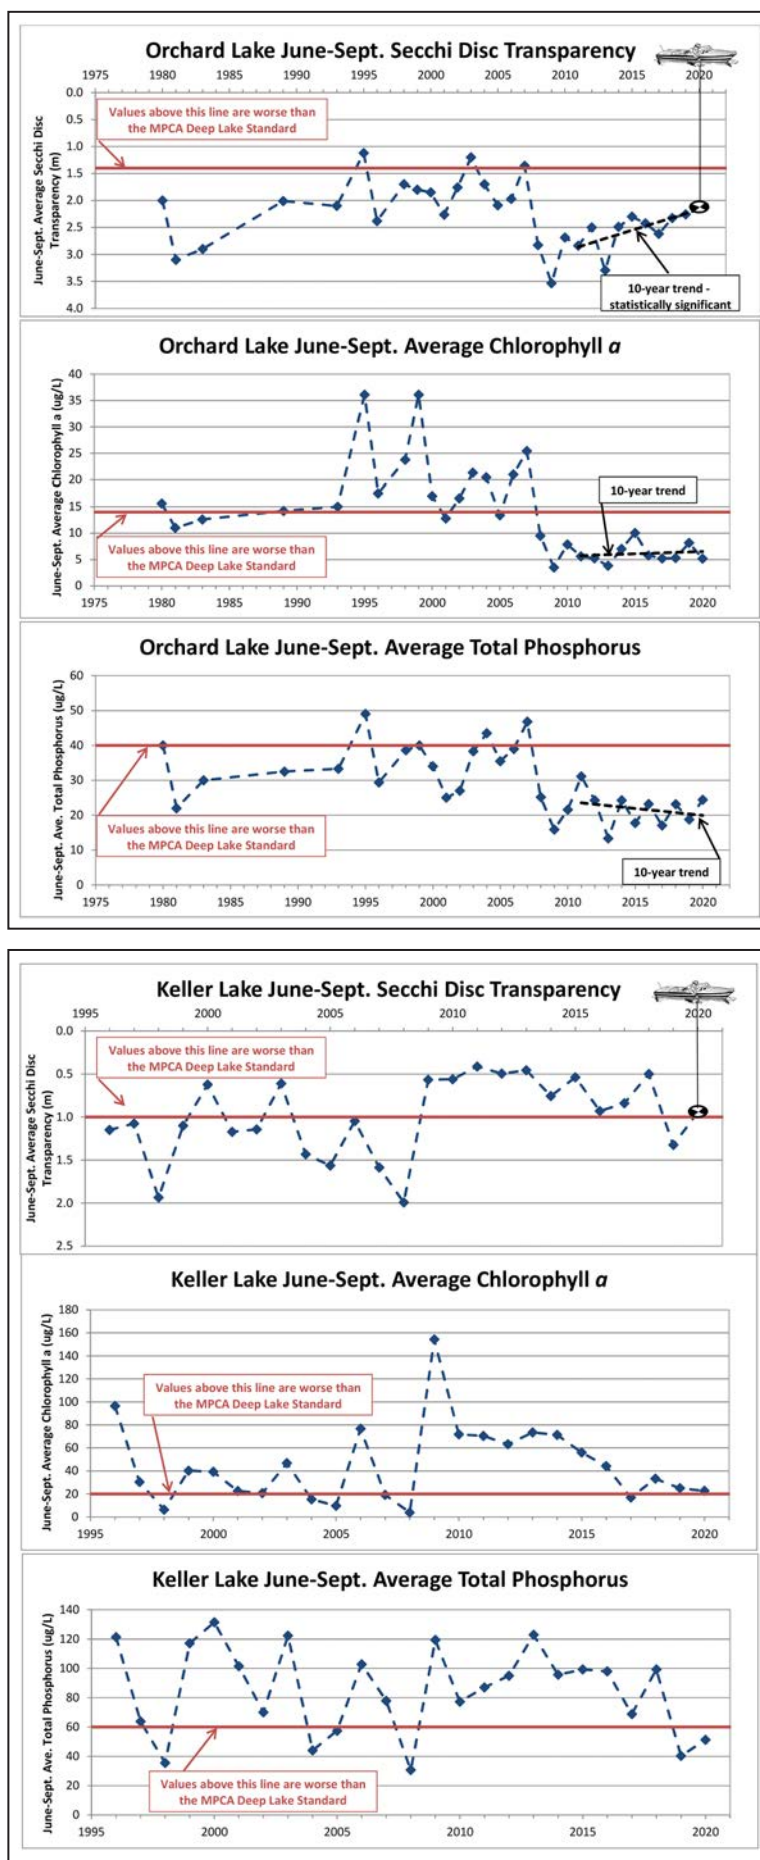 Orchard Lake June-Sept. Secchi Disc Transparency
1975 1980 1985 1990 1995 2000 2005 2010 2015 2020
June-Sept. Average Secchi Disc
Transparency (m)
0.0
0.5
1.0
1.5
2.0
2.5
3.0
3.5
4.0
Values above this line are worse than
the MPCA Deep Lake Standard
10-year trend -
statistically significant
Orchard Lake June-Sept. Average Chlorophyll a
June-Sept. Average Chlorophyll a (ug/L)
40
35
30
25
20
15
10
5
0
10-year trend
Values above this line are worse than
the MPCA Deep Lake Standard
1975 1980 1985 1990 1995 2000 2005 2010 2015 2020
Orchard Lake June-Sept. Average Total Phosphorus
June-Sept. Ave. Total Phosphorus (ug/L)
60
50
40
30
20
10
0
Values above this line are worse than
the MPCA Deep Lake Standard
10-year trend
1975 1980 1985 1990 1995 2000 2005 2010 2015 2020
Keller Lake June-Sept. Secchi Disc Transparency
1995 2000 2005 2010 2015 2020
June-Sept. Average Secchi Disc
Transparency (m)
0.0
0.5
1.0
1.5
2.0
2.5
Values above this line are worse than
the MPCA Deep Lake Standard
Keller Lake June-Sept. Average Chlorophyll a
June-Sept. Average Chlorophyll a (ug/L)
180
160
140
120
100
80
60
40
20
0
Values above this line are worse than
the MPCA Deep Lake Standard
1995 2000 2005 2010 2015 2020
Keller Lake June-Sept. Average Total Phosphorus
June-Sept. Ave. Total Phosphorus (ug/L)
140
120
100
80
60
40
20
0
Values above this line are worse than
the MPCA Deep Lake Standard
1995 2000 2005 2010 2015 2020